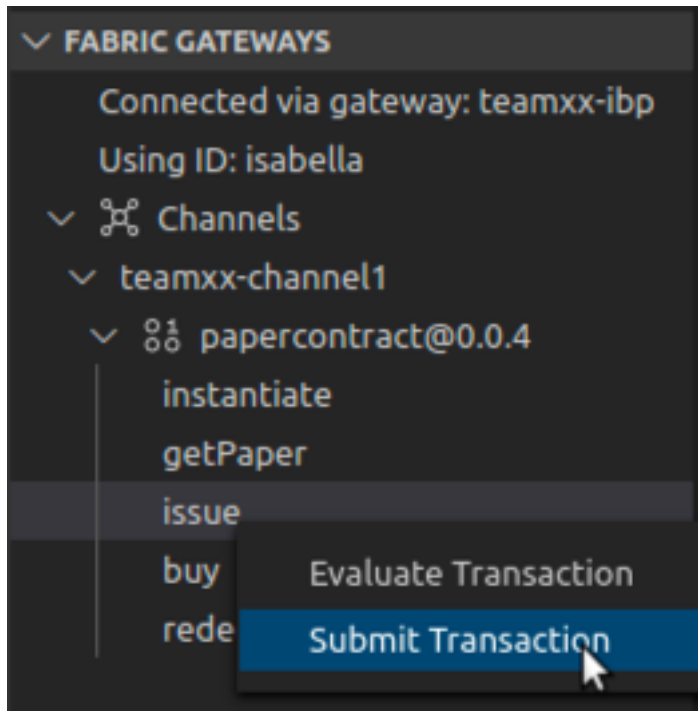 FABRIC GATEWAYS
Connected via gateway: teamxx-ibp
Using ID: isabella
Channels
teamxx-channel1
papercontract@0.0.4
instantiate
getPaper
issue
buy
rede
Evaluate Transaction
Submit Transaction